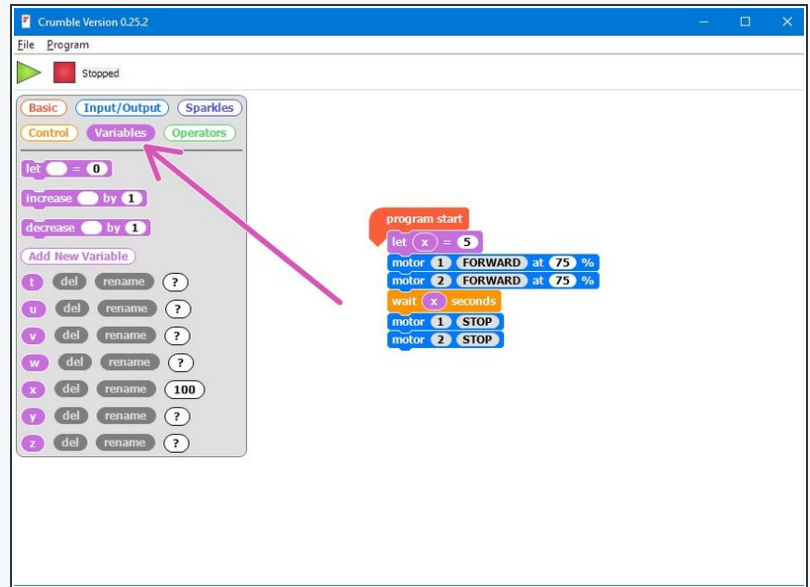 Crumble Version 0.25.2
File Program
Stopped
Basic Input/Output Sparkles
Control Variables Operators
let = 0
increase by 1
decrease by 1
Add New Variable
t del rename ?
u del rename ?
v del rename ?
w del rename ?
x del rename 100
y del rename ?
z del rename ?
program start
let x = 5
motor 1 FORWARD at 75 %
motor 2 FORWARD at 75 %
wait x seconds
motor 1 STOP
motor 2 STOP